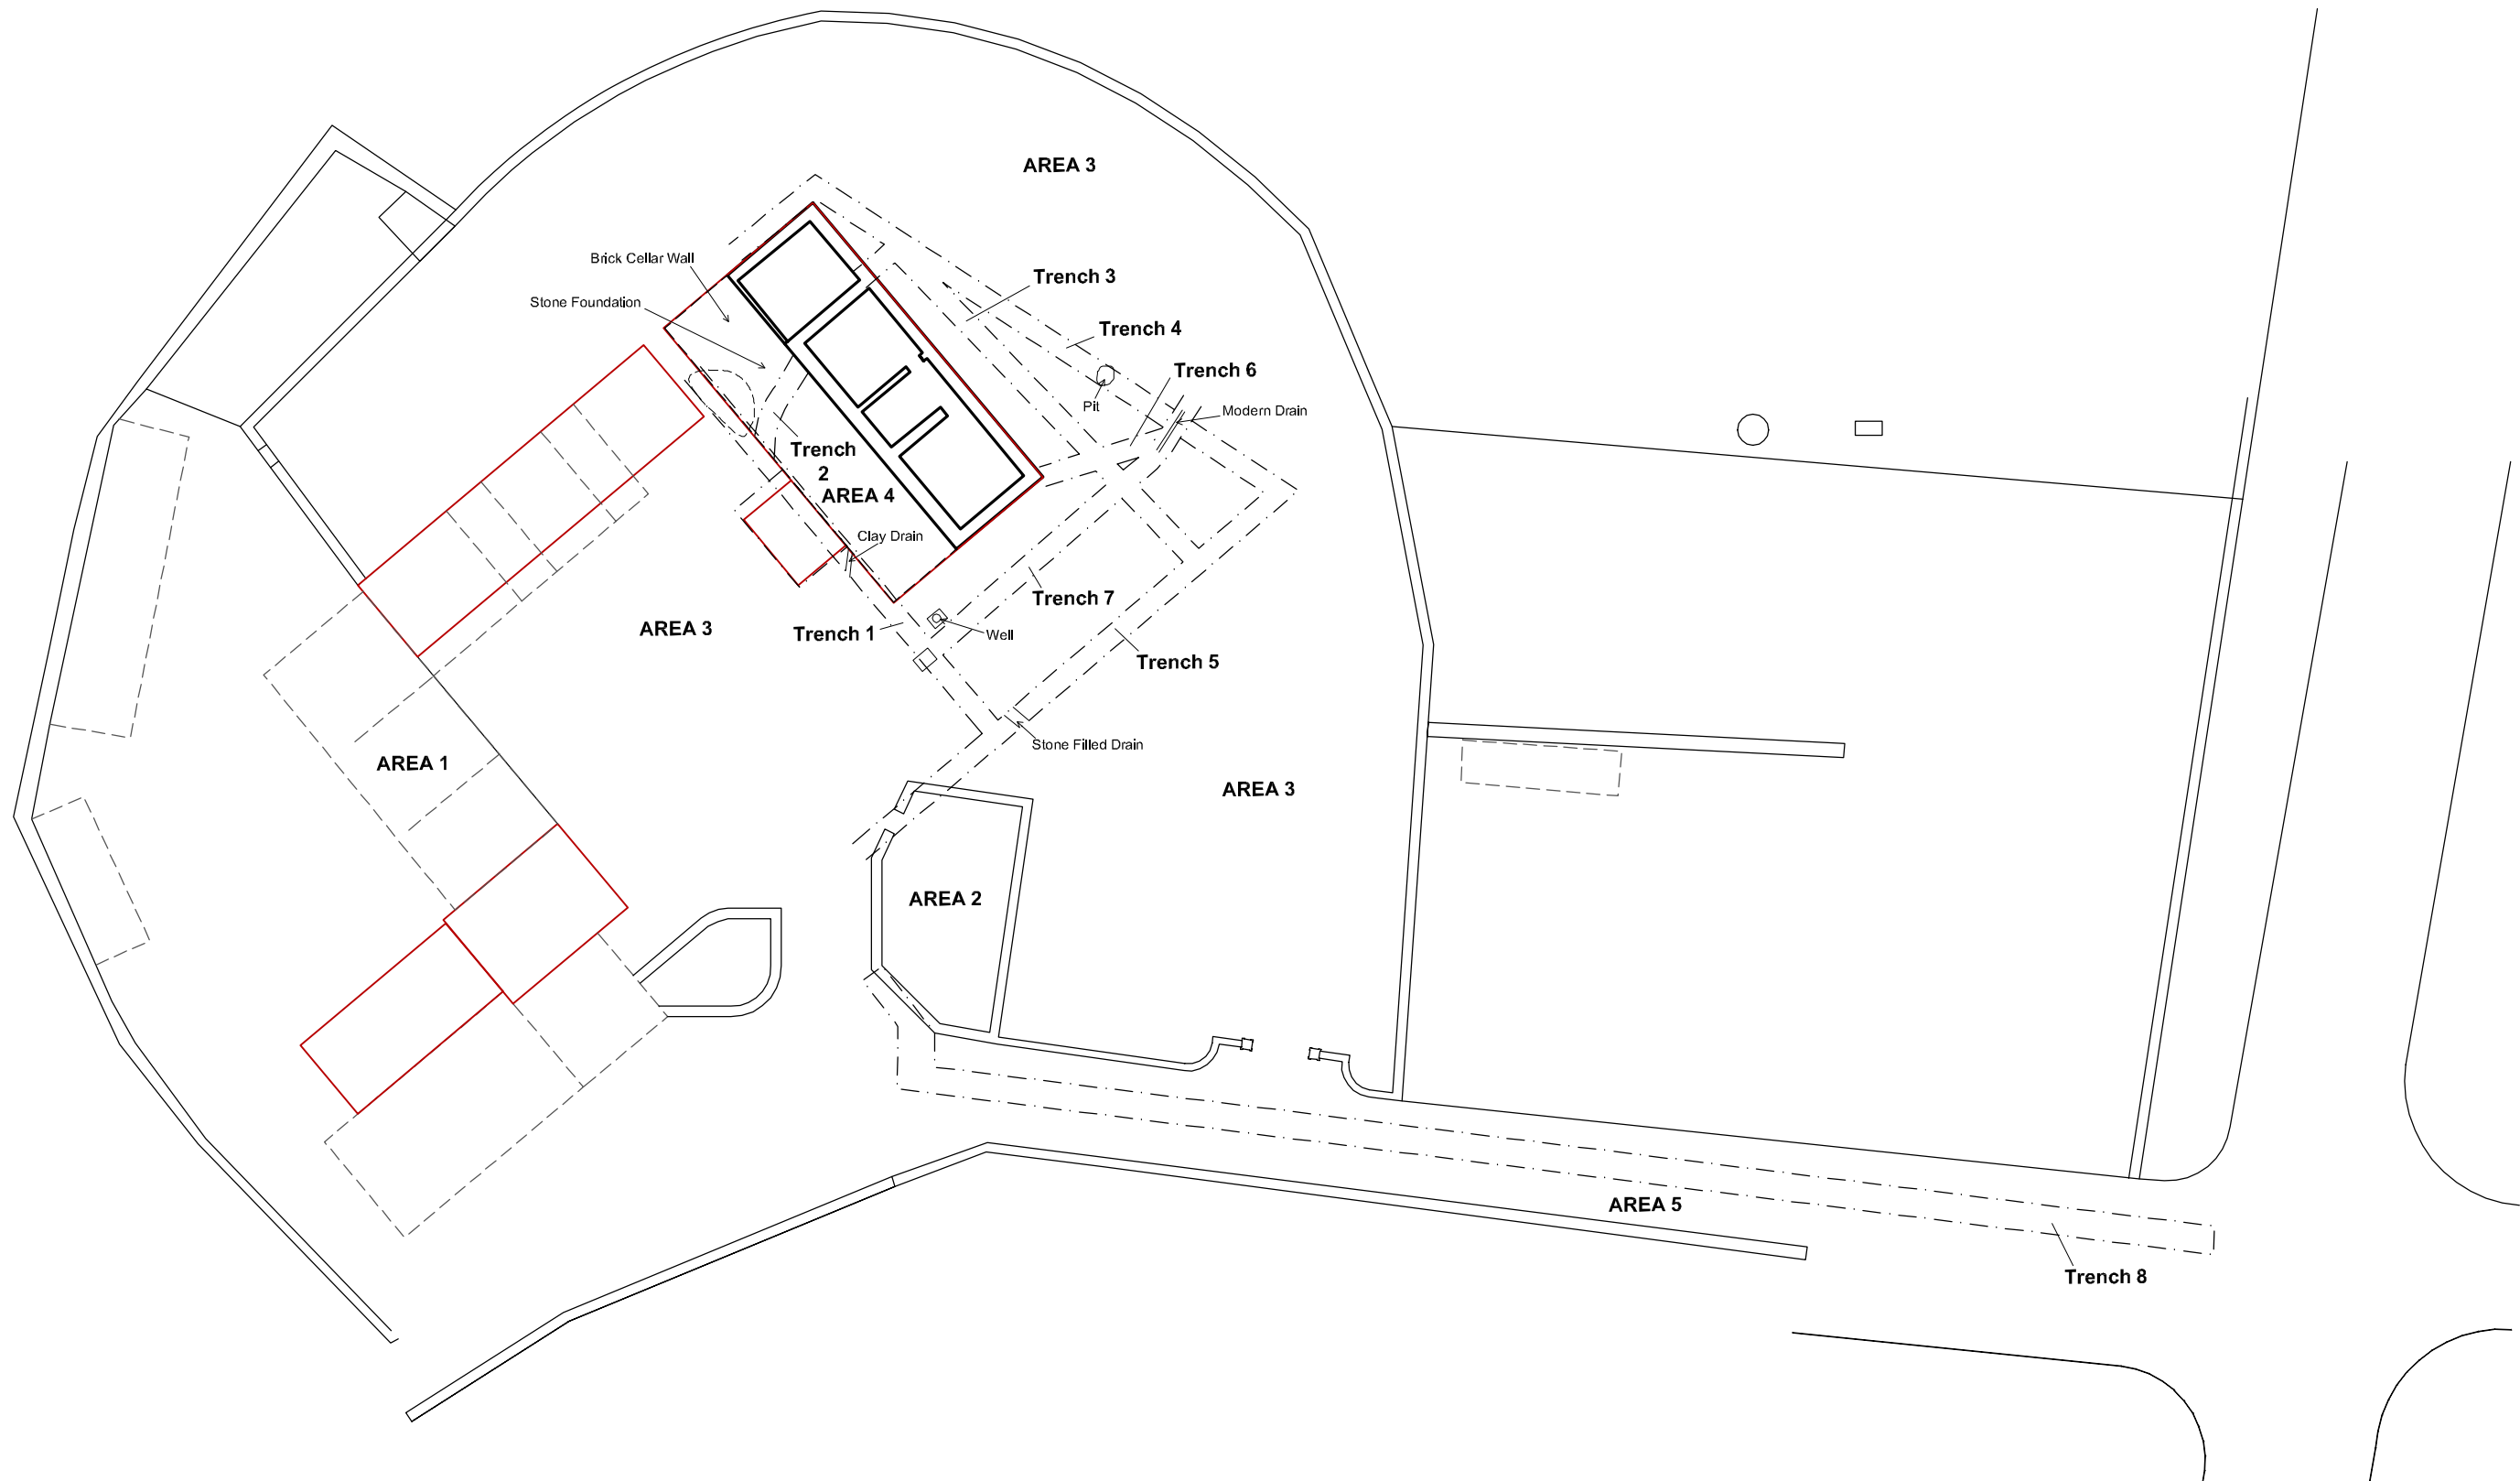 AREA 3
Brick Cellar Wall
Trench 3
Stone Foundation
Trench 4
Trench 6
Pit
Modern Drain
Trench
2
AREA 4
Clay Drain
Trench 7
AREA 3
Trench 1
Well
Trench 5
Stone Filled Drain
AREA 1
AREA 3
AREA 2
AREA 5
Trench 8